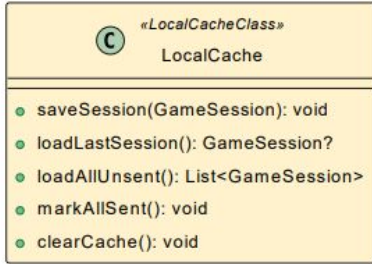 C
«LocalCacheClass»
LocalCache
saveSession(GameSession): void
loadLastSession(): GameSession?
loadAllUnsent(): List<GameSession>
markAllSent(): void
clearCache(): void